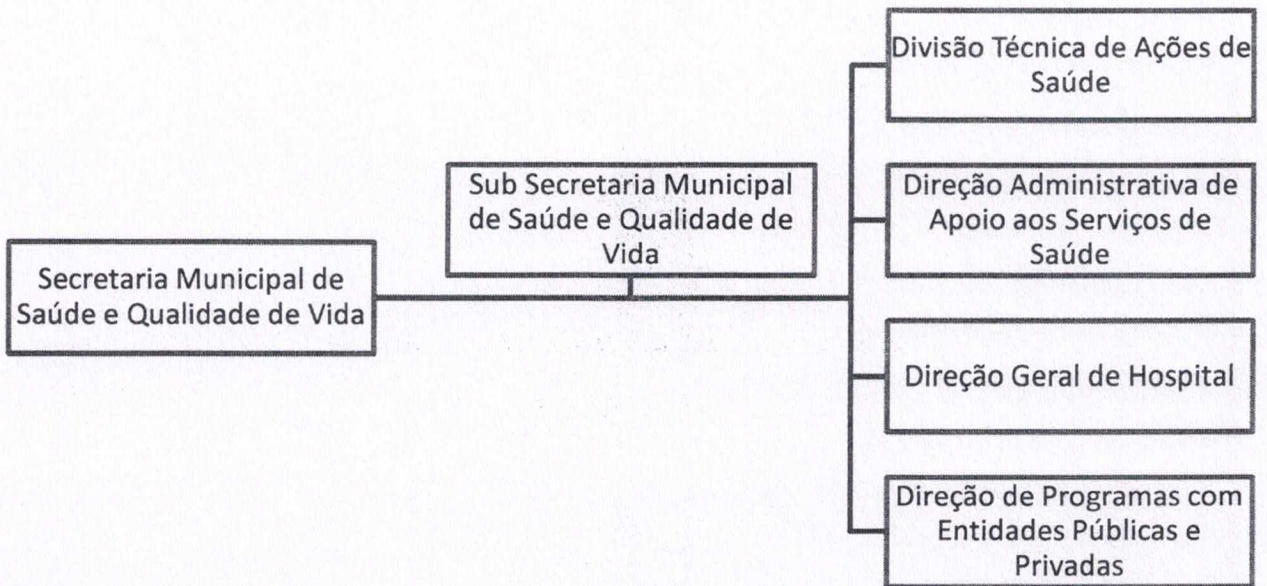 Secretaria Municipal de
Saúde e Qualidade de Vida
Sub Secretaria Municipal
de Saúde e Qualidade de
Vida
Divisão Técnica de Ações de
Saúde
Direção Administrativa de
Apoio aos Serviços de
Saúde
Direção Geral de Hospital
Direção de Programas com
Entidades Públicas e
Privadas